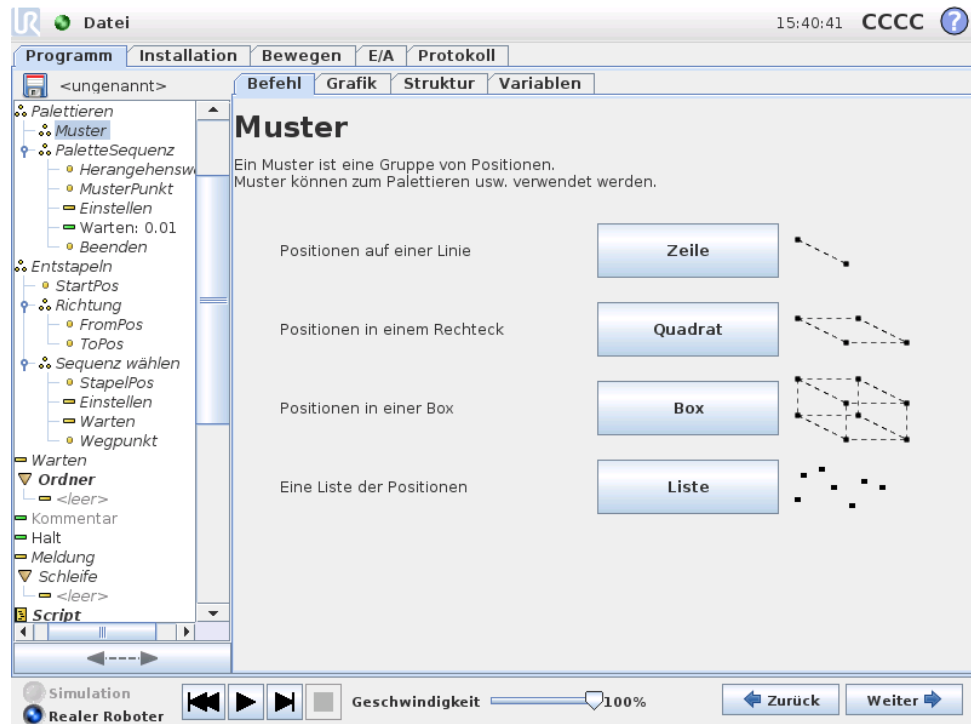 UR Datei 15:40:41 CCCC ?
Programm Installation Bewegen E/A Protokoll
<ungenannt>
Befehl Grafik Struktur Variablen
Palettieren
Muster
PaletteSequenz
Herangehensw
MusterPunkt
Einstellen
Warten: 0.01
Beenden
Entstapeln
StartPos
Richtung
FromPos
ToPos
Sequenz wählen
StapelPos
Einstellen
Warten
Wegpunkt
Warten
Ordner
<leer>
Kommentar
Halt
Meldung
Schleife
<leer>
Script
Muster
Ein Muster ist eine Gruppe von Positionen.
Muster können zum Palettieren usw. verwendet werden.
Positionen auf einer Linie Zeile
Positionen in einem Rechteck Quadrat
Positionen in einer Box Box
Eine Liste der Positionen Liste
Simulation
Realer Roboter
Geschwindigkeit 100%
Zurück Weiter